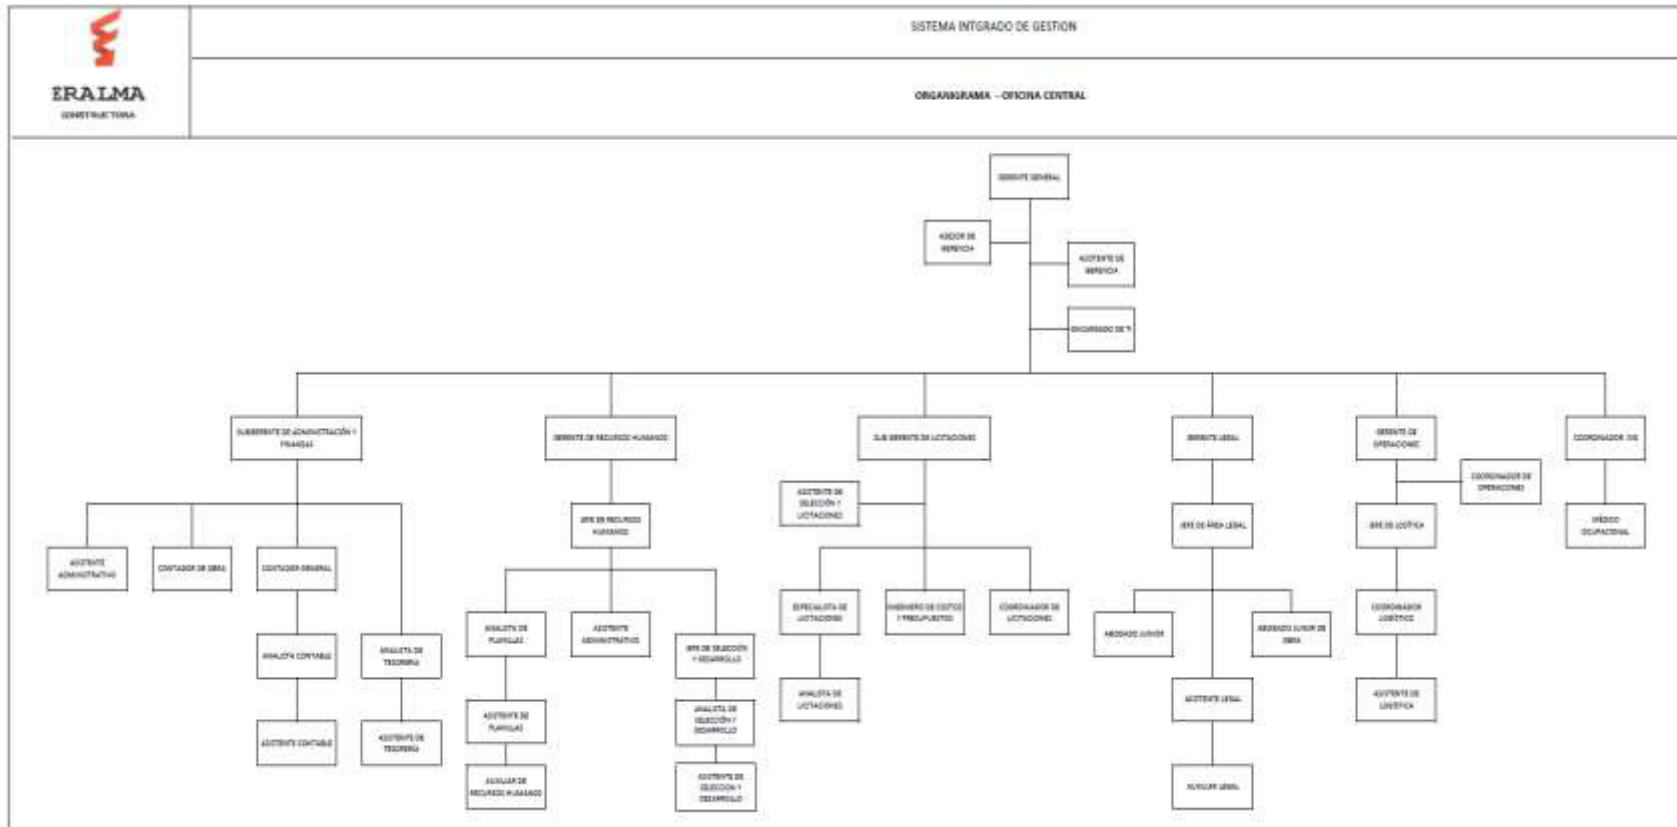 ERALMA
CONSTRUCTORA
SISTEMA INTGRADO DE GESTION
ORGANIGRAMA - OFICINA CENTRAL
GERENTE GENERAL
ASESOR DE
GERENCIA
ASISTENTE DE
GERENCIA
ENCARGADO DE TI
SUBGERENTE DE ADMINISTRACIÓN Y
FINANZAS
GERENTE DE RECURSOS HUMANOS
SUB GERENTE DE LICITACIONES
GERENTE LEGAL
GERENTE DE
OPERACIONES
COORDINADOR SIG
COORDINADOR DE
OPERACIONES
ASISTENTE DE
SELECCIÓN Y
LICITACIONES
JEFE DE RECURSOS
HUMANOS
JEFE DE ÁREA LEGAL
JEFE DE
MÉDICO
OCUPACIONAL
ASISTENTE
ADMINISTRATIVO
CONTADOR DE OBRA
CONTADOR GENERAL
ESPECIALISTA DE
LICITACIONES
INGENIERO DE COSTOS
Y PRESUPUESTOS
COORDINADOR DE
LICITACIONES
COORDINADOR
LOGÍSTICO
ANALISTA DE
PLANILLAS
ASISTENTE
ADMINISTRATIVO
ABOGADO JUNIOR
ABOGADO JUNIOR DE
OBRA
ANALISTA CONTABLE
ANALISTA DE
TESORERIA
JEFE DE SELECCIÓN
Y DESARROLLO
ANALISTA DE
LICITACIONES
ASISTENTE LEGAL
ASISTENTE DE
LOGÍSTICA
ASISTENTE DE
PLANILLAS
ANALISTA DE
SELECCIÓN Y
DESARROLLO
ASISTENTE CONTABLE
ASISTENTE DE
TESORERÍA
AUXILIAR DE
RECURSOS HUMANOS
ASISTENTE DE
SELECCIÓN Y
DESARROLLO
AUXILIAR LEGAL